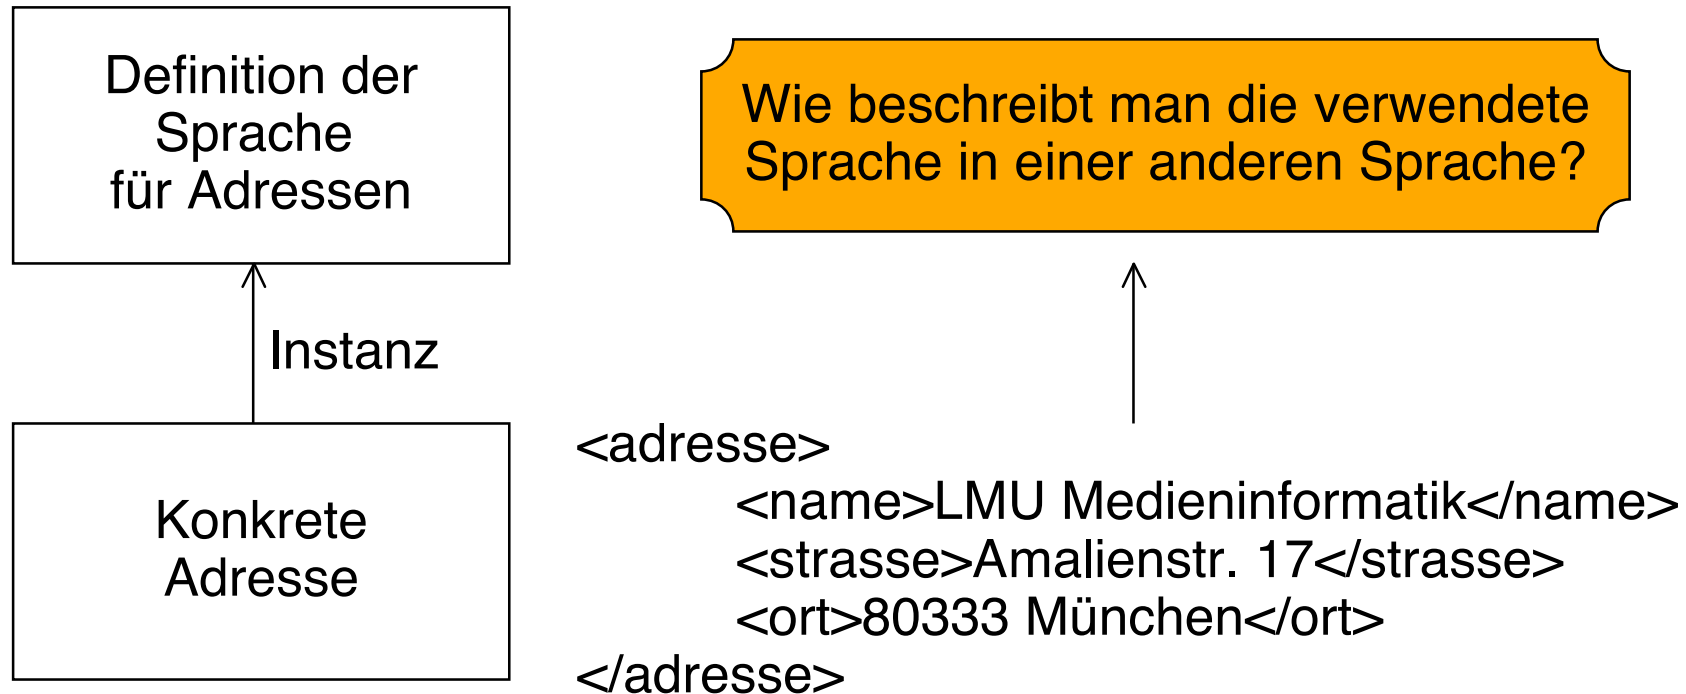 Definition der
Sprache
für Adressen
Wie beschreibt man die verwendete
Sprache in einer anderen Sprache?
Instanz
Konkrete
Adresse
<adresse>
<name>LMU Medieninformatik</name>
<strasse>Amalienstr. 17</strasse>
<ort>80333 München</ort>
</adresse>